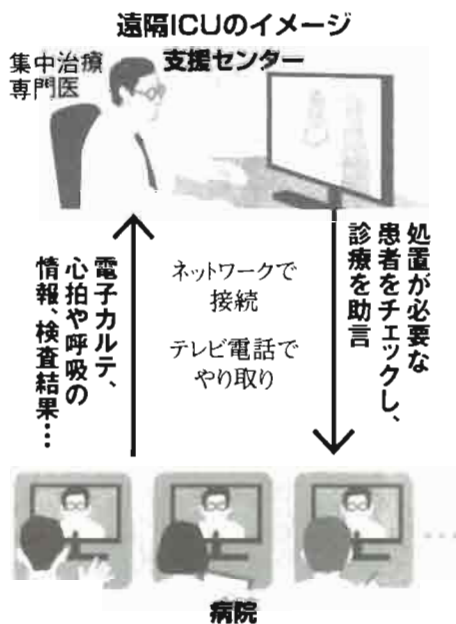 遠隔ICUのイメージ
支援センター
集中治療
専門医
電子カルテ、
心拍や呼吸の
情報、検査結果…
ネットワークで
接続
テレビ電話で
やり取り
処置が必要な
患者をチェックし、
診療を助言
病院